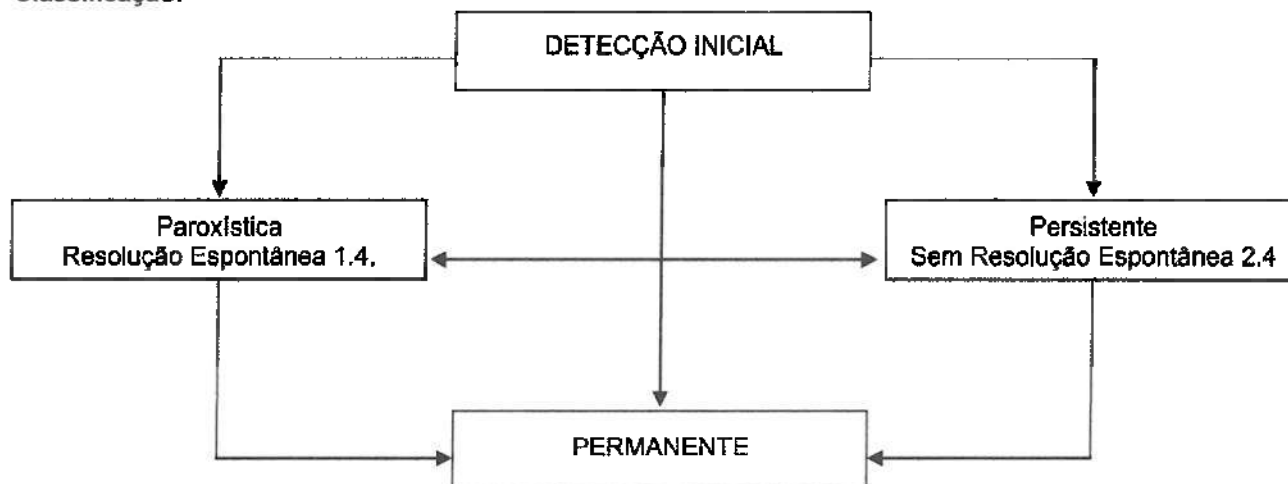 DETECÇÃO INICIAL
Paroxística
Resolução Espontânea 1.4.
Persistente
Sem Resolução Espontânea 2.4
PERMANENTE